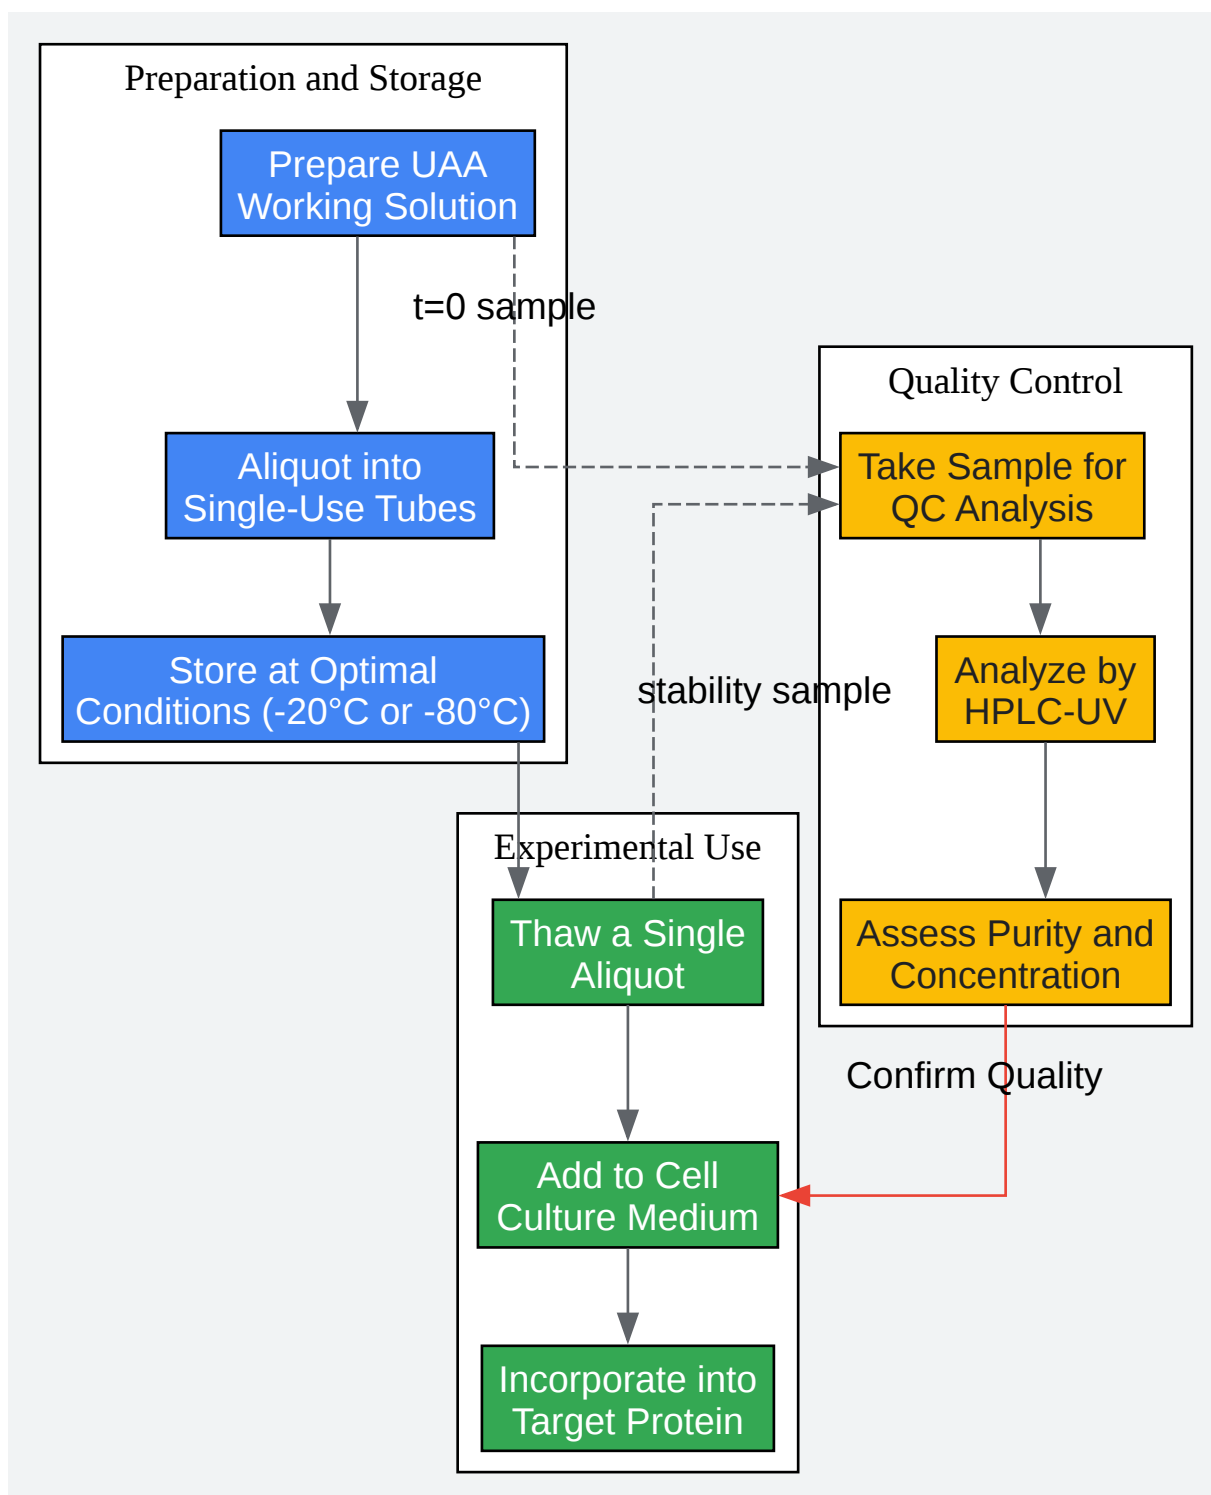 Preparation and Storage
Prepare UAA
Working Solution
t=0 sample
Aliquot into
Single-Use Tubes
Store at Optimal
Conditions (-20°C or -80°C)
Quality Control
Take Sample for
QC Analysis
stability sample
Analyze by
HPLC-UV
Assess Purity and
Concentration
Confirm Quality
Experimental Use
Thaw a Single
Aliquot
Add to Cell
Culture Medium
Incorporate into
Target Protein